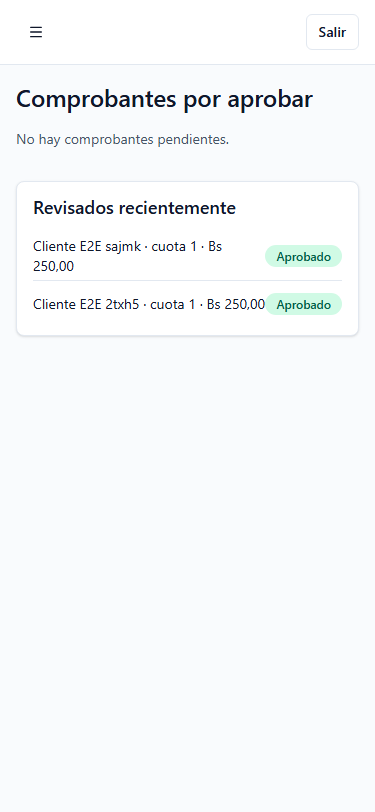 ☰
Salir
Comprobantes por aprobar
No hay comprobantes pendientes.
Revisados recientemente
Cliente E2E sajmk · cuota 1 · Bs
250,00
Aprobado
Cliente E2E 2txh5 · cuota 1 · Bs 250,00
Aprobado